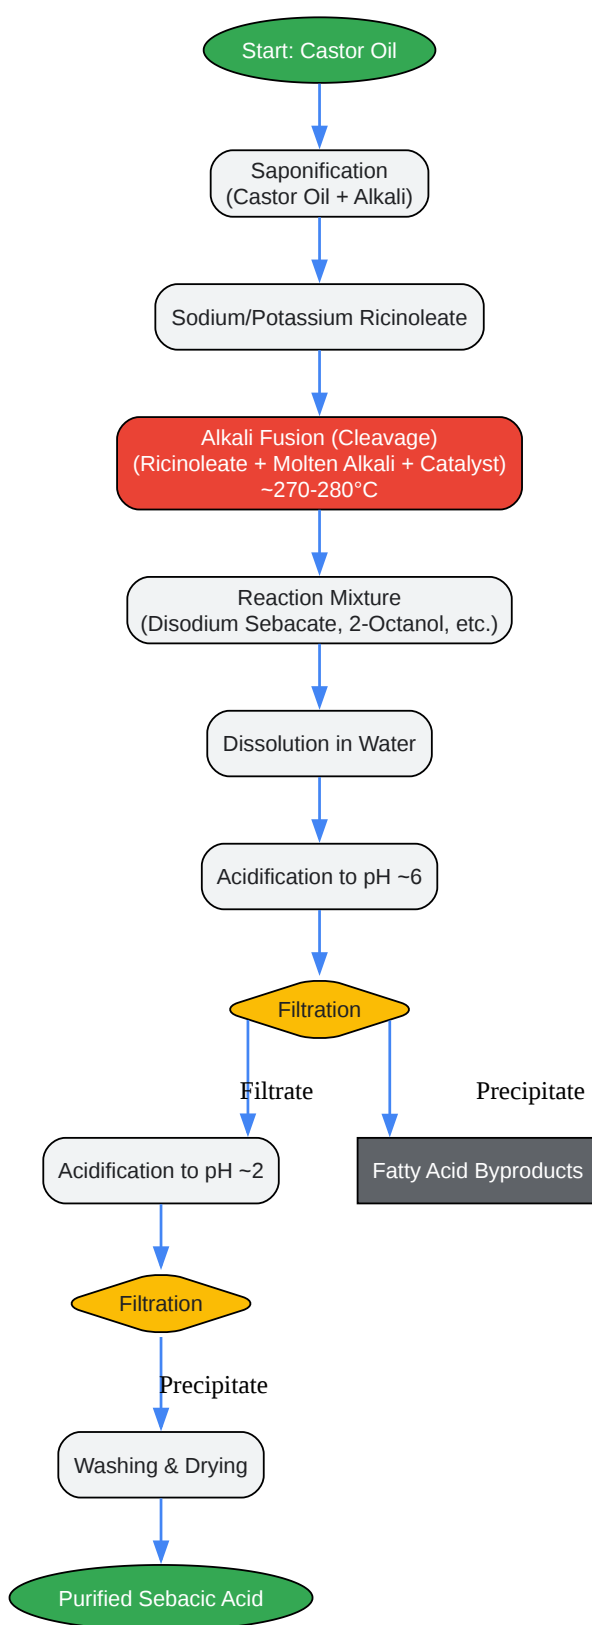 Start: Castor Oil
Saponification
(Castor Oil + Alkali)
Sodium/Potassium Ricinoleate
Alkali Fusion (Cleavage)
(Ricinoleate + Molten Alkali + Catalyst)
~270-280°C
Reaction Mixture
(Disodium Sebacate, 2-Octanol, etc.)
Dissolution in Water
Acidification to pH ~6
Filtration
Filtrate
Precipitate
Acidification to pH ~2
Fatty Acid Byproducts
Filtration
Precipitate
Washing & Drying
Purified Sebacic Acid